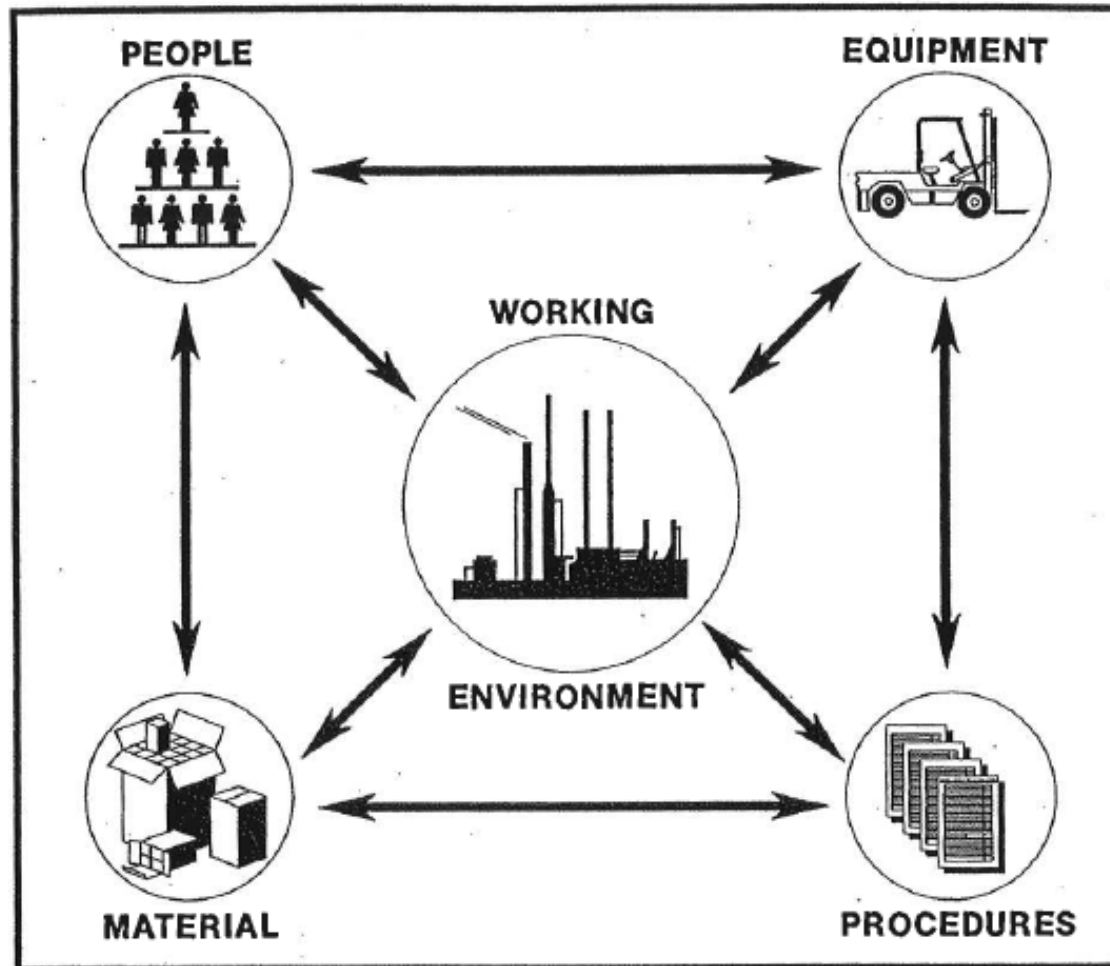 PEOPLE
EQUIPMENT
WORKING
ENVIRONMENT
MATERIAL
PROCEDURES